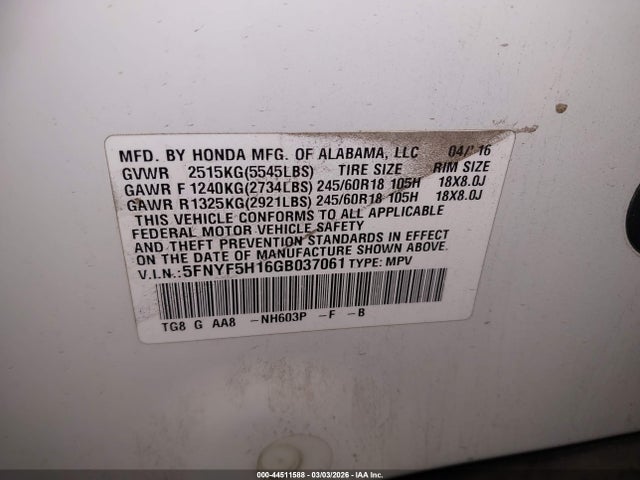 MFD. BY HONDA MFG. OF ALABAMA, LLC 04/16
GVWR 2515KG(5545LBS) TIRE SIZE RIM SIZE
GAWR F 1240KG(2734LBS) 245/60R18 105H 18X8.0J
GAWR R 1325KG(2921LBS) 245/60R18 105H 18X8.0J
THIS VEHICLE CONFORMS TO ALL APPLICABLE
FEDERAL MOTOR VEHICLE SAFETY
AND THEFT PREVENTION STANDARDS IN EFFECT
ON THE DATE OF MANUFACTURE SHOWN ABOVE.
V.I.N.: 5FNYF5H16GB037061 TYPE: MPV
TG8 G AA8 -NH603P -F -B
000-44511588 | 03/03/2026 - IAA Inc.